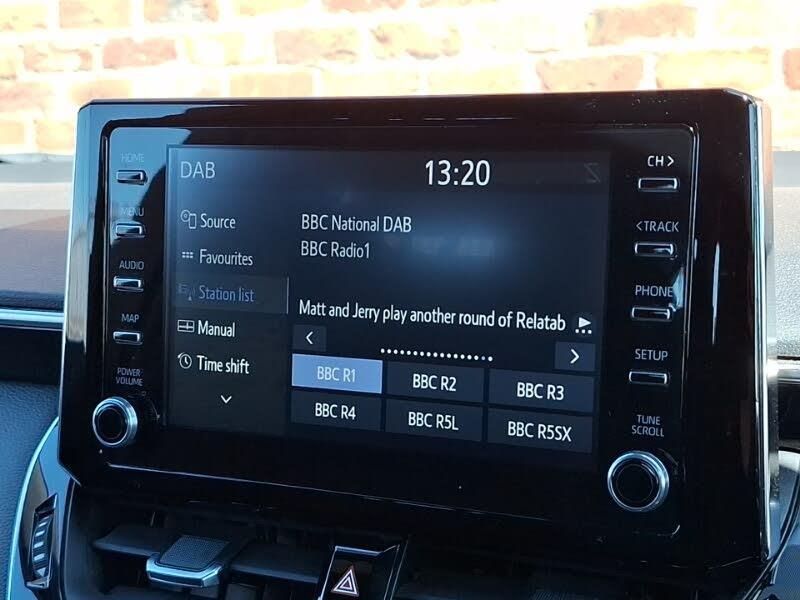 DAB
13:20
Source
Favourites
Station list
Manual
Time shift
BBC National DAB
BBC Radio1
Matt and Jerry play another round of Relatab
BBC R1
BBC R2
BBC R3
BBC R4
BBC R5L
BBC R5SX
HOME
MENU
AUDIO
MAP
POWER
VOLUME
CH>
<TRACK
PHONE
SETUP
TUNE
SCROLL